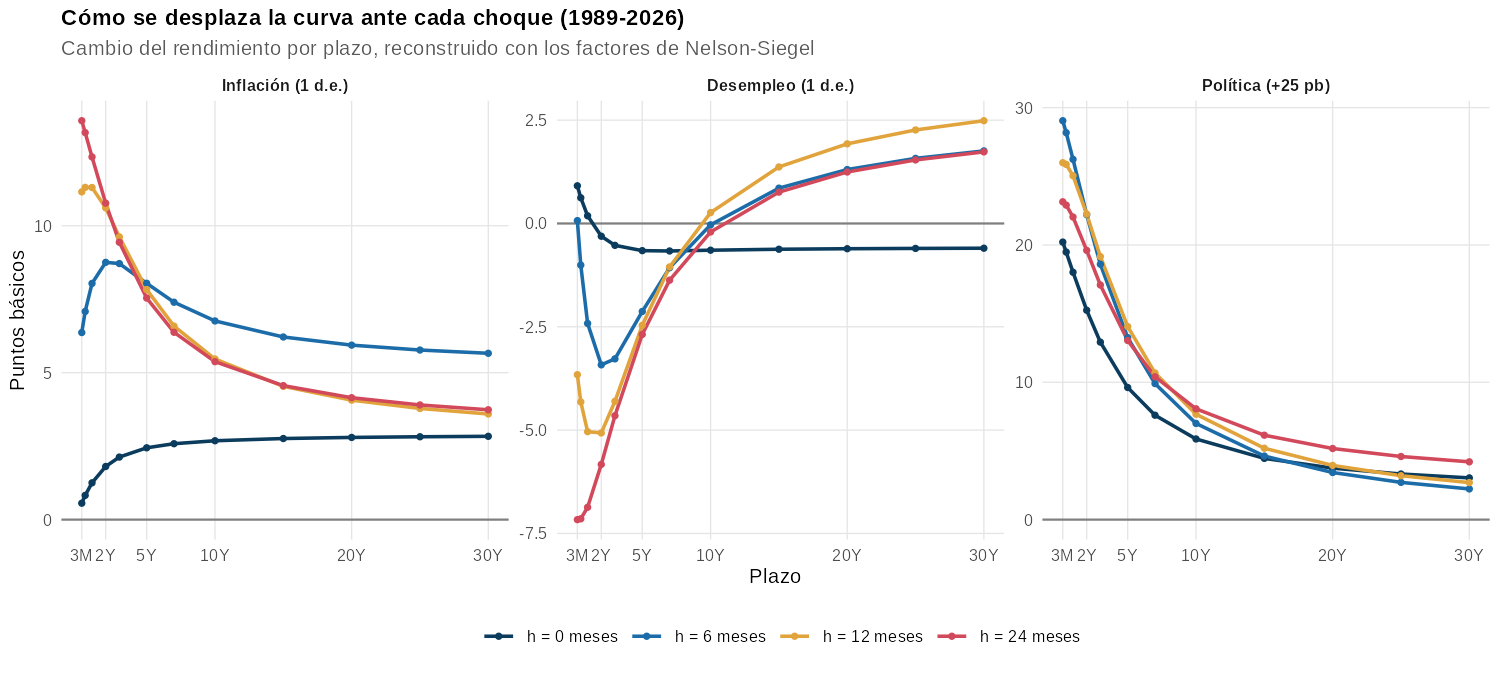 Cómo se desplaza la curva ante cada choque (1989-2026)
Cambio del rendimiento por plazo, reconstruido con los factores de Nelson-Siegel
Inflación (1 d.e.)
Desempleo (1 d.e.)
Política (+25 pb)
Puntos básicos
10
5
0
3M 2Y 5Y 10Y 20Y 30Y
2.5
0.0
-2.5
-5.0
-7.5
3M 2Y 5Y 10Y 20Y 30Y
30
20
10
0
3M 2Y 5Y 10Y 20Y 30Y
Plazo
h = 0 meses
h = 6 meses
h = 12 meses
h = 24 meses